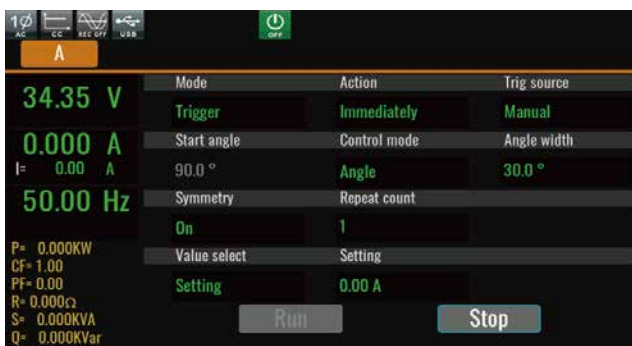 1Ø
AC
CC
REC OFF
USB
OFF
A
34.35 V
0.000 A
I= 0.00 A
50.00 Hz
P= 0.000KW
CF= 1.00
PF= 0.00
R= 0.000Ω
S= 0.000KVA
Q= 0.000KVar
Mode Action Trig source
Trigger Immediately Manual
Start angle Control mode Angle width
90.0 ° Angle 30.0 °
Symmetry Repeat count
On 1
Value select Setting
Setting 0.00 A
Run Stop